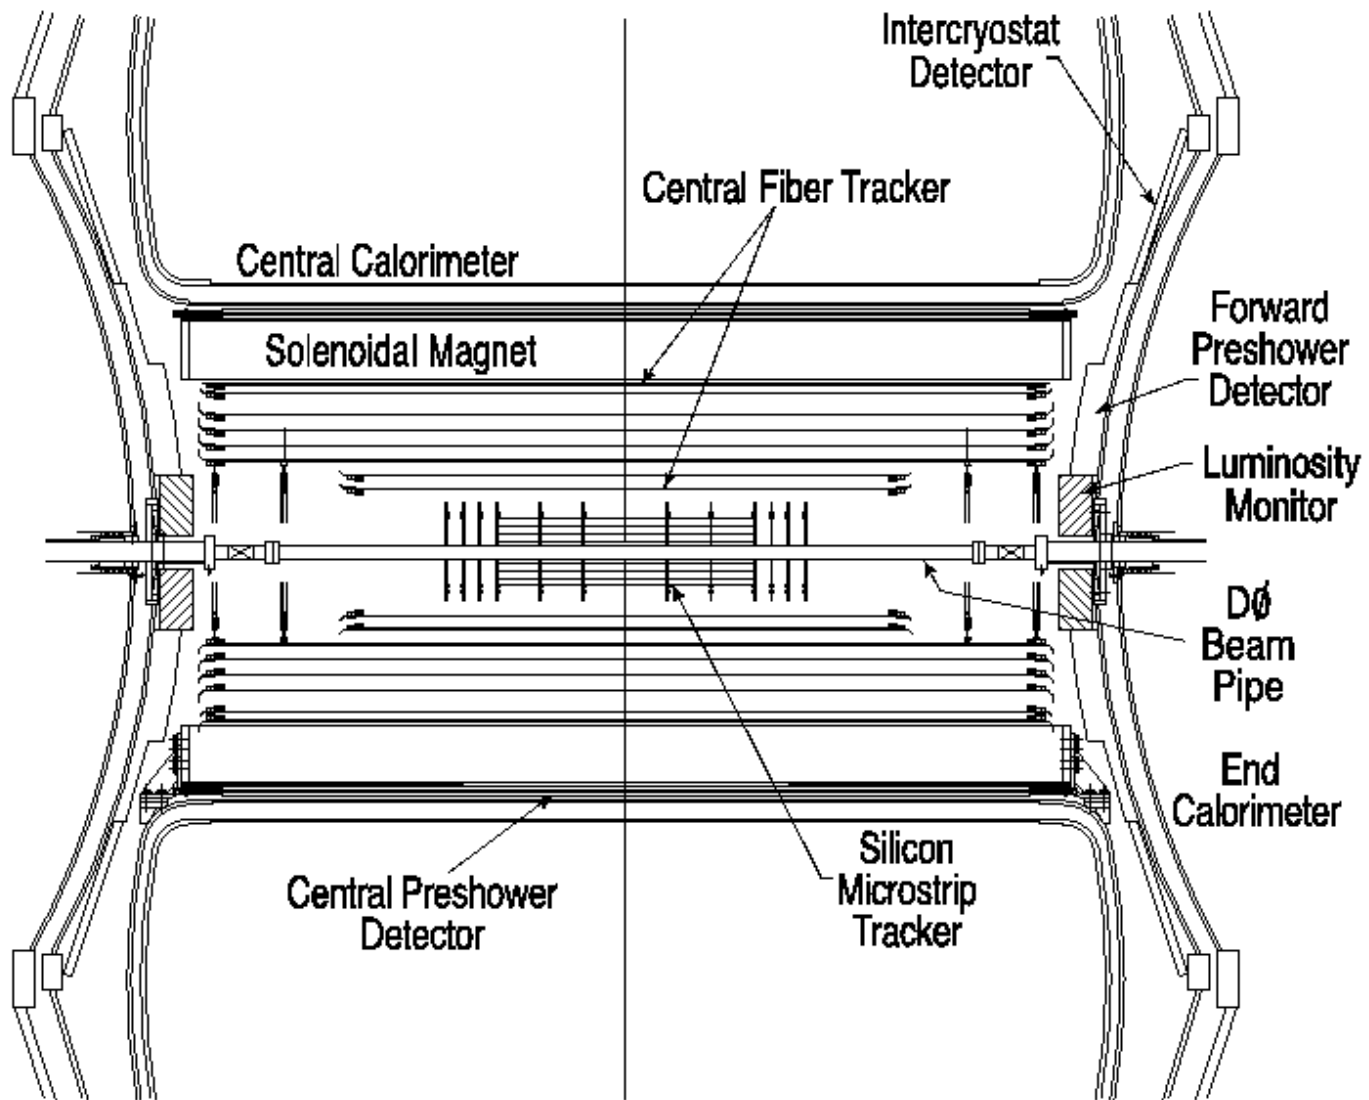 Intercryostat
Detector
Central Fiber Tracker
Central Calorimeter
Solenoidal Magnet
Forward
Preshower
Detector
Luminosity
Monitor
DØ
Beam
Pipe
End
Calorimeter
Silicon
Microstrip
Tracker
Central Preshower
Detector